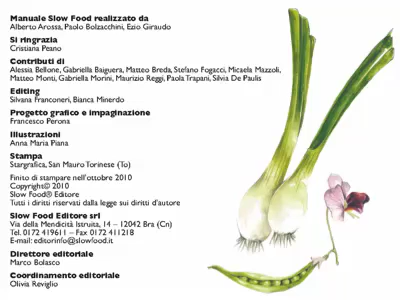 Manuale Slow Food realizzato da
Alberto Arossa, Paolo Bolzacchini, Ezio Giraudo
Si ringrazia
Cristiana Peano
Contributi di
Alessia Bellone, Gabriella Baiguera, Matteo Breda, Stefano Fogacci, Micaela Mazzoli,
Matteo Monti, Gabriella Morini, Maurizio Reggi, Paola Trapani, Silvia De Paulis
Editing
Silvana Franconeri, Bianca Minerdo
Progetto grafico e impaginazione
Francesco Perona
Illustrazioni
Anna Maria Piana
Stampa
Stargrafica, San Mauro Torinese (To)
Finito di stampare nell'ottobre 2010
Copyright© 2010
Slow Food® Editore
Tutti i diritti riservati dalla legge sui diritti d'autore
Slow Food Editore srl
Via della Mendicità Istruita, 14 – 12042 Bra (Cn)
Tel. 0172 419611 – Fax 0172 411218
E-mail: editorinfo@slowfood.it
Direttore editoriale
Marco Bolasco
Coordinamento editoriale
Olivia Reviglio